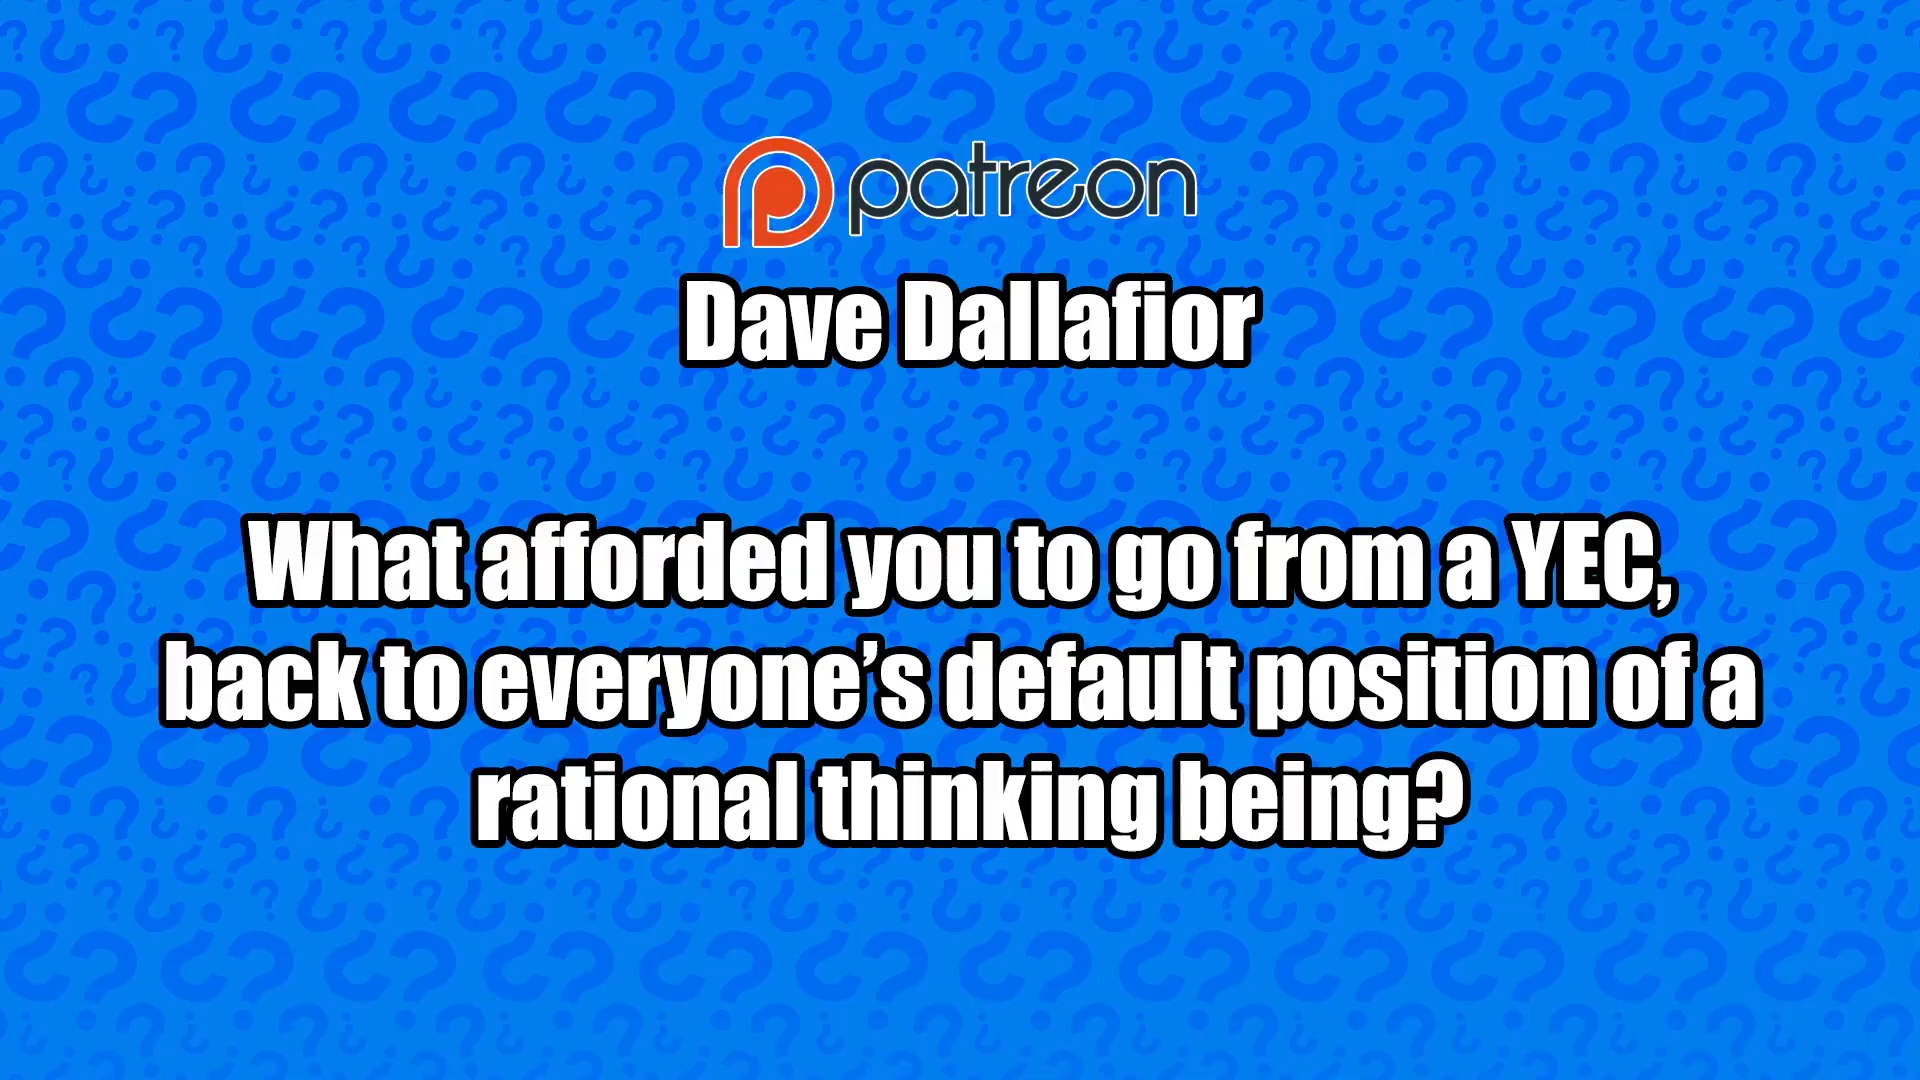 patreon
Dave Dallafior
What afforded you to go from a YEC,
back to everyone’s default position of a
rational thinking being?